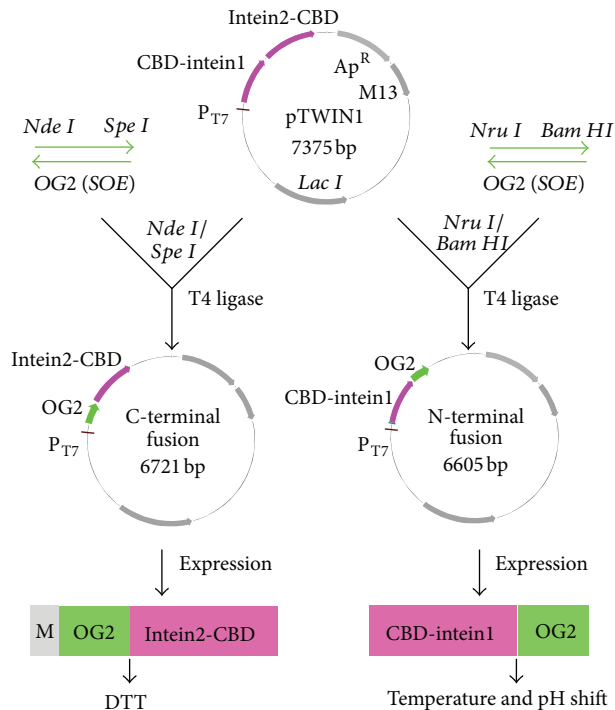 Intein2-CBD
CBD-intein1
Ap^R
M13
P_T7
pTWIN1
7375 bp
Lac I
Nde I Spe I
OG2 (SOE)
Nru I Bam HI
OG2 (SOE)
Nde I/
Spe I
Nru I/
Bam HI
T4 ligase
T4 ligase
Intein2-CBD
OG2
P_T7
C-terminal
fusion
6721 bp
OG2
CBD-intein1
P_T7
N-terminal
fusion
6605 bp
Expression
Expression
M OG2 Intein2-CBD
CBD-intein1 OG2
DTT
Temperature and pH shift